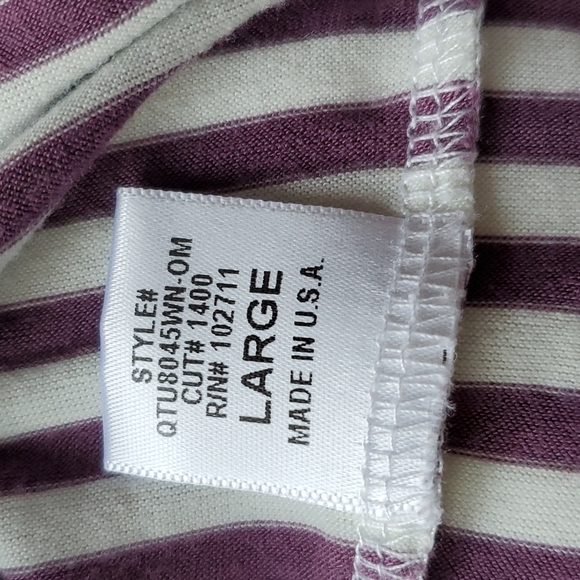 STYLE#
QTU8045WN-OM
CUT# 1400
R/N# 102711
LARGE
MADE IN U.S.A.